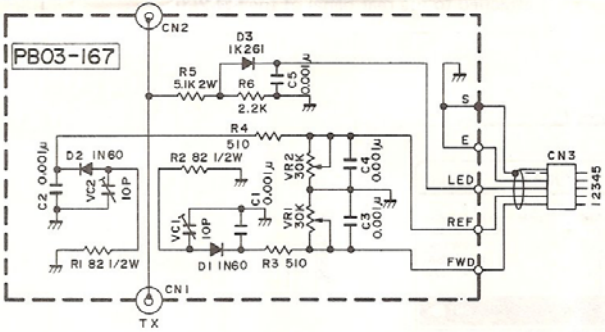 CN2
PB03-167
D3
1K261
R5
5.1K 2W
R6
2.2K
C5
0.001μ
S
E
LED
REF
FWD
CN3
12345
R4
510
D2 1N60
C2 0.001μ
VC2
10P
R1 82 1/2W
R2 82 1/2W
C1
0.001μ
VC1
10P
D1 1N60
R3 510
VR2
30K
VR1
30K
C4
0.001μ
C3
0.001μ
CN1
TX